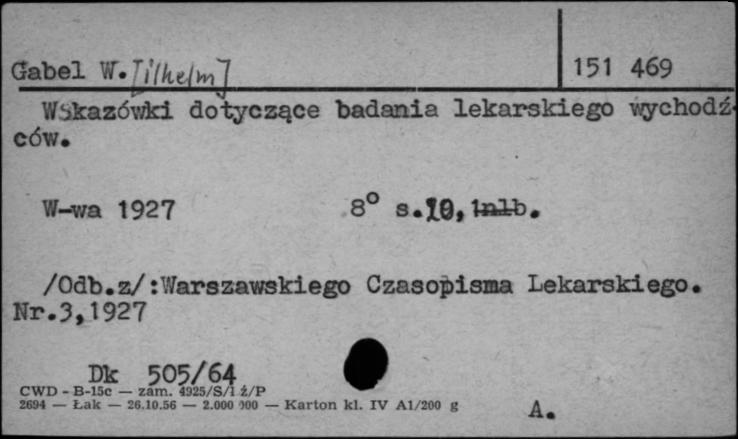 Gabel W.[ilhelm]
151 469
Wskazówki dotyczące badania lekarskiego wychodź-
ców.
W-wa 1927 8° s.10, 1nlb.
/Odb.z/:Warszawskiego Czasopisma Lekarskiego.
Nr.3,1927
Dk 505/64
CWD - B-15c — zam. 4925/S/1 ż/P
2694 — Łak — 26.10.56 — 2.000 000 — Karton kl. IV A1/200 g
A.